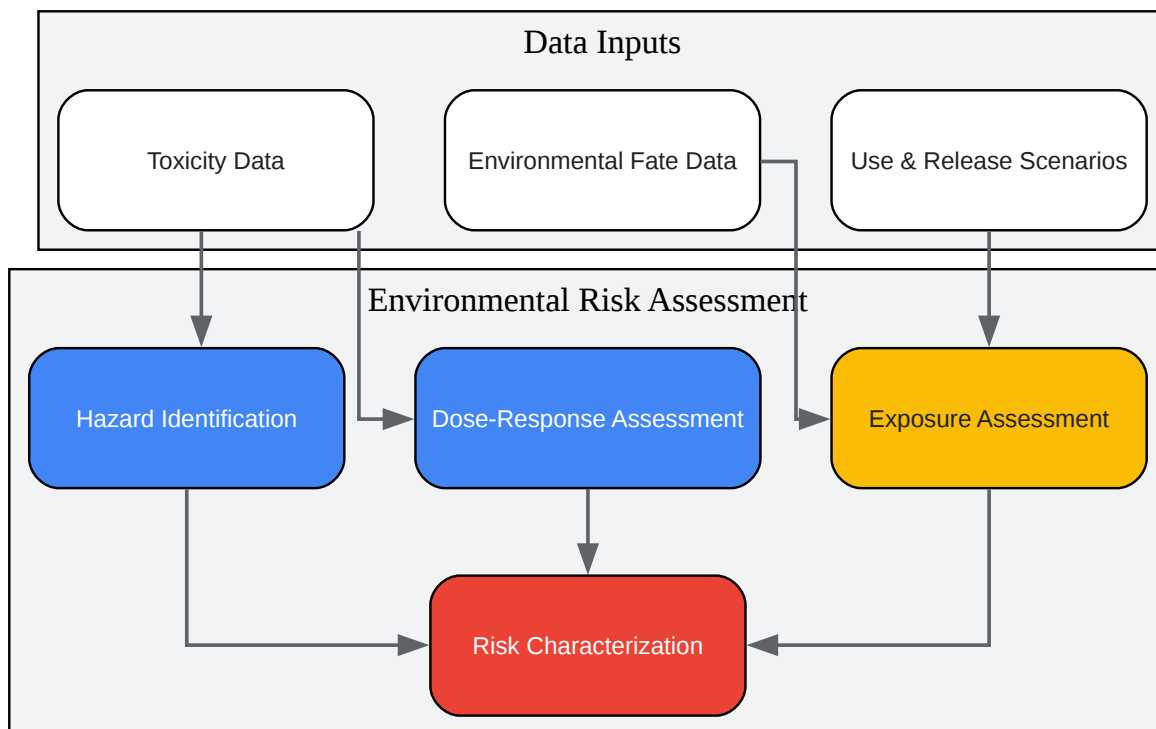 Data Inputs
Toxicity Data
Environmental Fate Data
Use & Release Scenarios
Environmental Risk Assessment
Hazard Identification
Dose-Response Assessment
Exposure Assessment
Risk Characterization